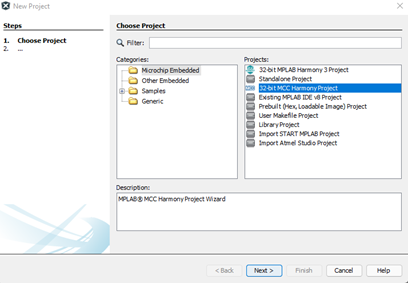 New Project
Steps
Choose Project
1. Choose Project
2. ...
Filter:
Categories:
Projects:
Microchip Embedded
Other Embedded
Samples
Generic
32-bit MPLAB Harmony 3 Project
Standalone Project
32-bit MCC Harmony Project
Existing MPLAB IDE v8 Project
Prebuilt (Hex, Loadable Image) Project
User Makefile Project
Library Project
Import START MPLAB Project
Import Atmel Studio Project
Description:
MPLAB® MCC Harmony Project Wizard
< Back
Next >
Finish
Cancel
Help